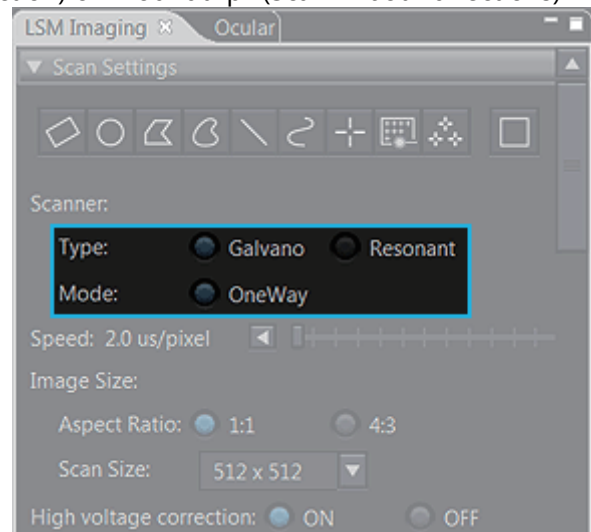 LSM Imaging Ocular
Scan Settings
Scanner:
Type: Galvano Resonant
Mode: OneWay
Speed: 2.0 us/pixel
Image Size:
Aspect Ratio: 1:1 4:3
Scan Size: 512 x 512
High voltage correction: ON OFF